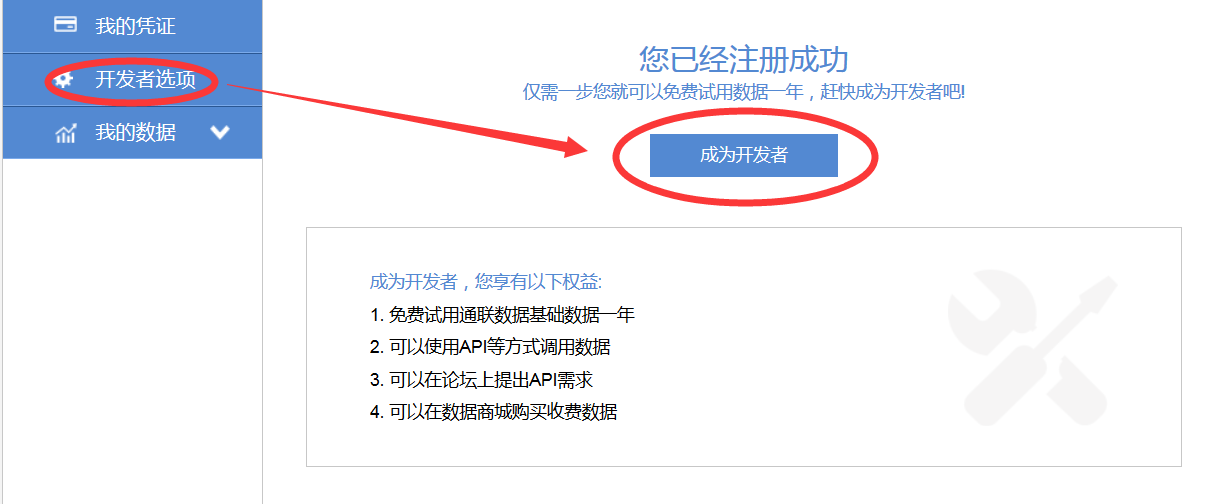 我的凭证
开发者选项
我的数据
您已经注册成功
仅需一步您就可以免费试用数据一年，赶快成为开发者吧!
成为开发者
成为开发者，您享有以下权益:
1. 免费试用通联数据基础数据一年
2. 可以使用API等方式调用数据
3. 可以在论坛上提出API需求
4. 可以在数据商城购买收费数据